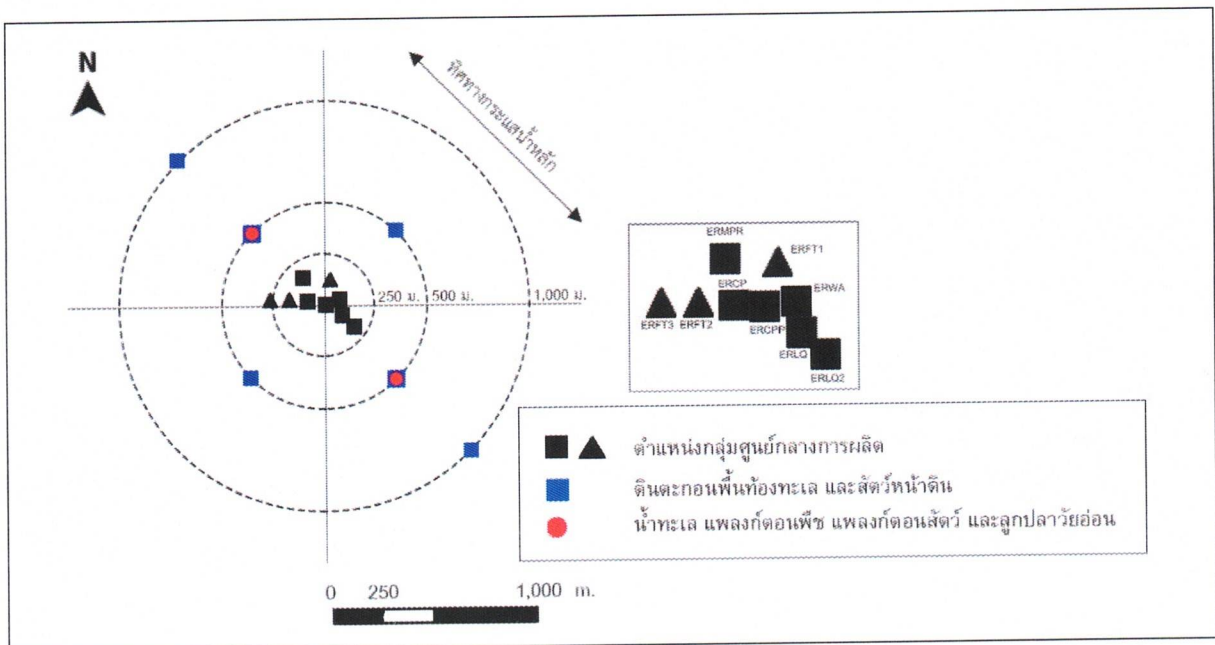 N
ทิศทางกระแสน้ำหลัก
250 ม. 500 ม. 1,000 ม.
ERMPR
ERFT1
ERCP
ERWA
ERFT3 ERFT2
ERCPP
ERLQ
ERLQ2
ตำแหน่งกลุ่มศูนย์กลางการผลิต
ดินตะกอนพื้นท้องทะเล และสัตว์หน้าดิน
น้ำทะเล แพลงก์ตอนพืช แพลงก์ตอนสัตว์ และลูกปลาวัยอ่อน
0 250 1,000 m.